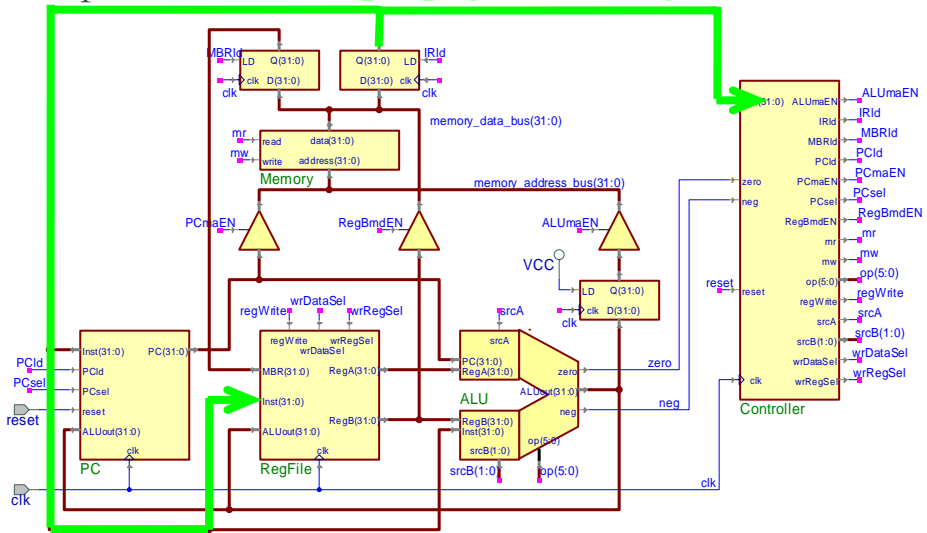 MBRld
LD
Q(31:0)
D(31:0)
clk
clk
Q(31:0)
LD
D(31:0)
clk
IRld
clk
memory_data_bus(31:0)
mr
mw
read
write
data(31:0)
address(31:0)
Memory
memory_address_bus(31:0)
PCmaEN
RegBmdEN
ALUmaEN
VCC
LD
Q(31:0)
D(31:0)
clk
clk
(31:0)
zero
neg
reset
clk
ALUmaEN
IRld
MBRld
PCld
PCmaEN
PCsel
RegBmdEN
mr
mw
op(5:0)
regWrite
srcA
srcB(1:0)
wrDataSel
wrRegSel
ALUmaEN
IRld
MBRld
PCld
PCmaEN
PCsel
RegBmdEN
mr
mw
op(5:0)
regWrite
srcA
srcB(1:0)
wrDataSel
wrRegSel
Controller
reset
PCld
PCsel
reset
clk
Inst(31:0)
PCld
PCsel
reset
ALUout(31:0)
PC(31:0)
clk
PC
regWrite
wrDataSel
wrRegSel
regWrite
wrDataSel
wrRegSel
MBR(31:0)
Inst(31:0)
ALUout(31:0)
RegA(31:0)
RegB(31:0)
clk
RegFile
srcA
srcA
PC(31:0)
RegA(31:0)
ALU
RegB(31:0)
Inst(31:0)
srcB(1:0)
op(5:0)
zero
ALUout(31:0)
neg
srcB(1:0)
op(5:0)
zero
neg
clk